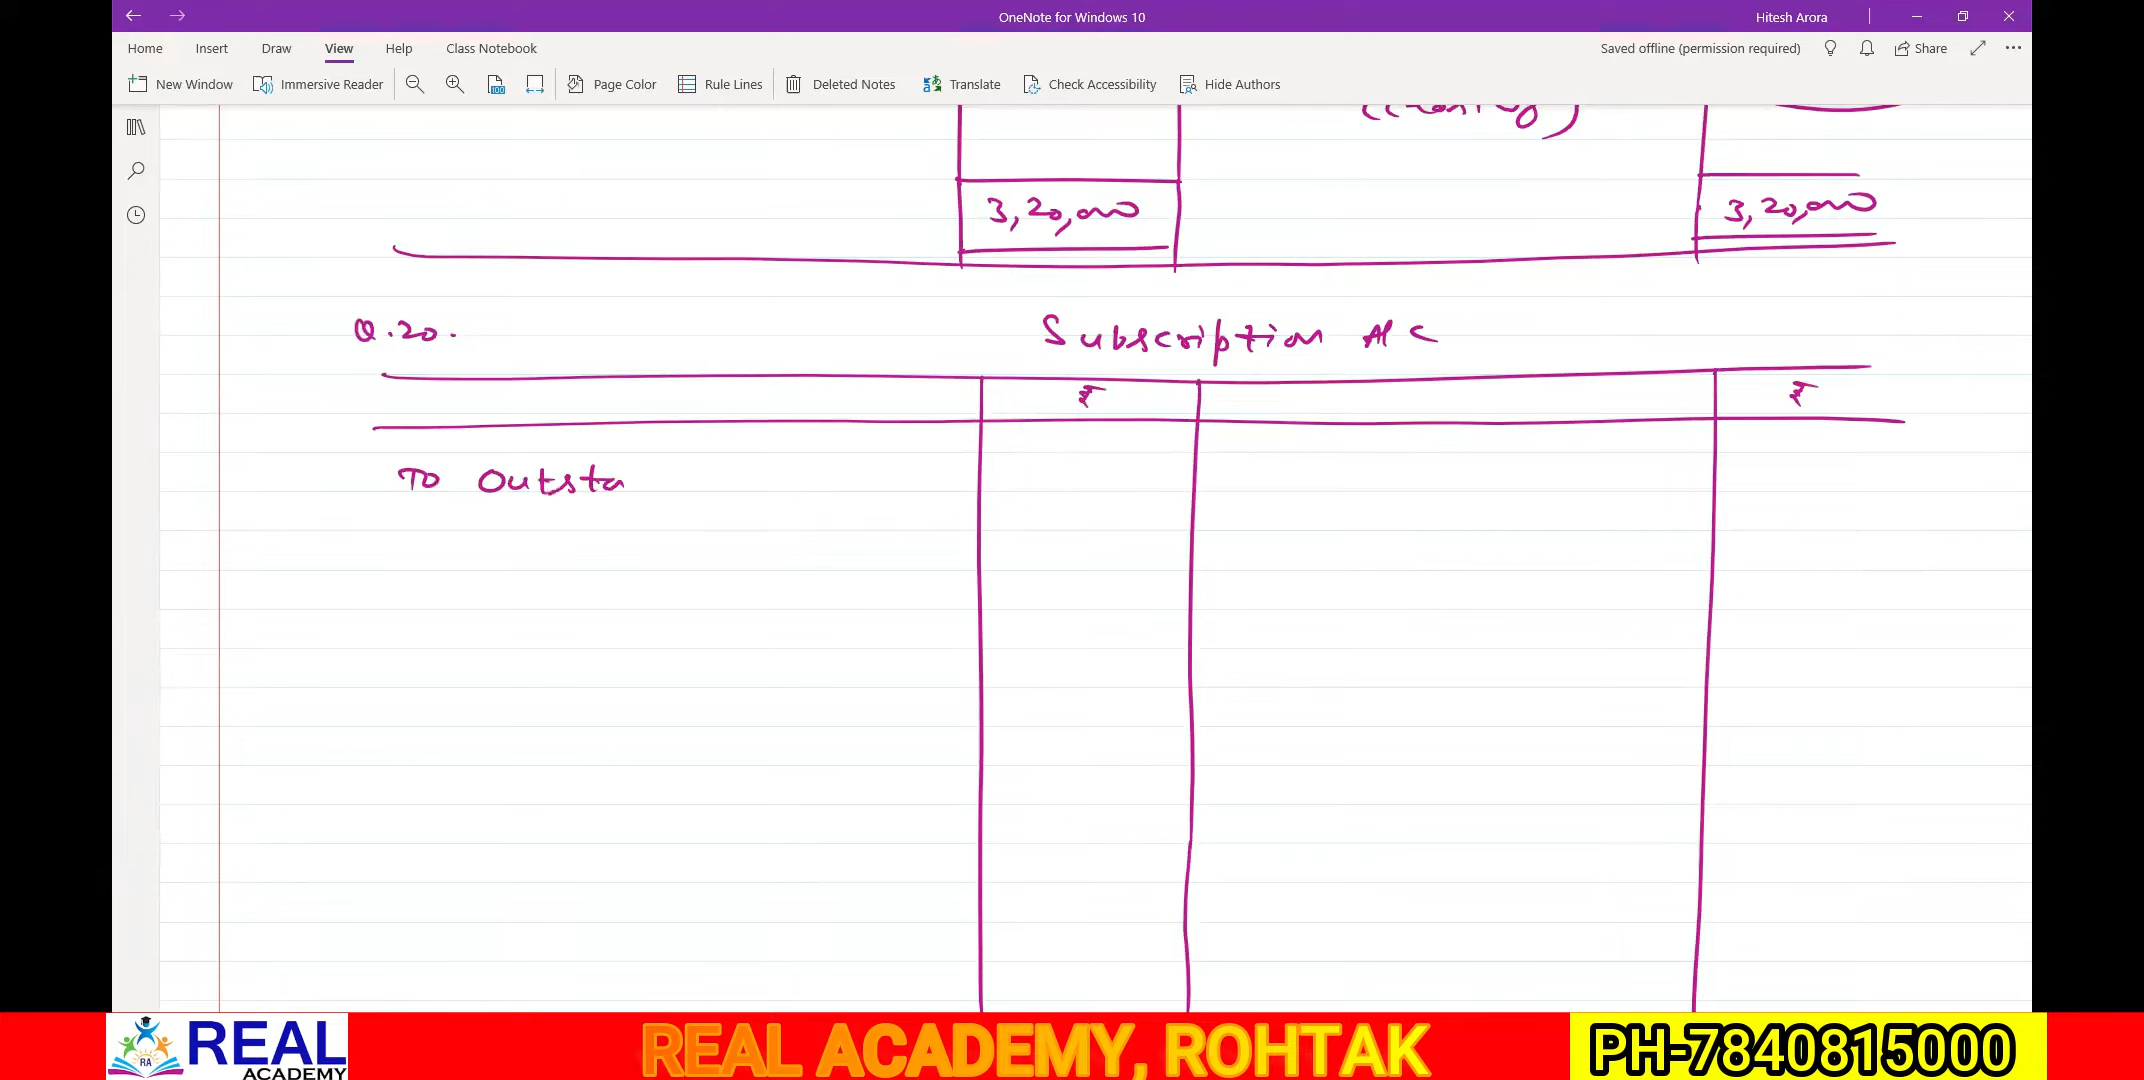 OneNote for Windows 10
Hitesh Arora
Home Insert Draw View Help Class Notebook
Saved offline (permission required) Share
New Window Immersive Reader Page Color Rule Lines Deleted Notes Translate Check Accessibility Hide Authors
3,20,000 3,20,000
Q.20. Subscription A/C
₹ ₹
To Outsta
RA
REAL
ACADEMY
REAL ACADEMY, ROHTAK
PH-7840815000